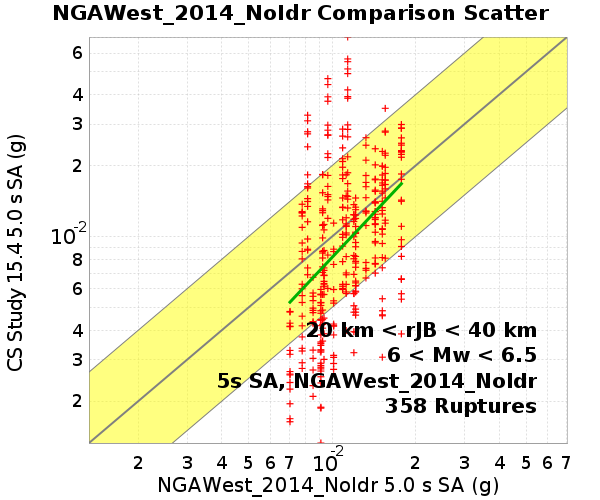 NGAWest_2014_NoIdr Comparison Scatter
6
4
3
2
10-2
8
6
4
3
2
CS Study 15.4 5.0 s SA (g)
20 km < rJB < 40 km
6 < Mw < 6.5
5s SA, NGAWest_2014_NoIdr
358 Ruptures
2 3 4 5 6 7 10-2 2 3 4 5 6 7
NGAWest_2014_NoIdr 5.0 s SA (g)